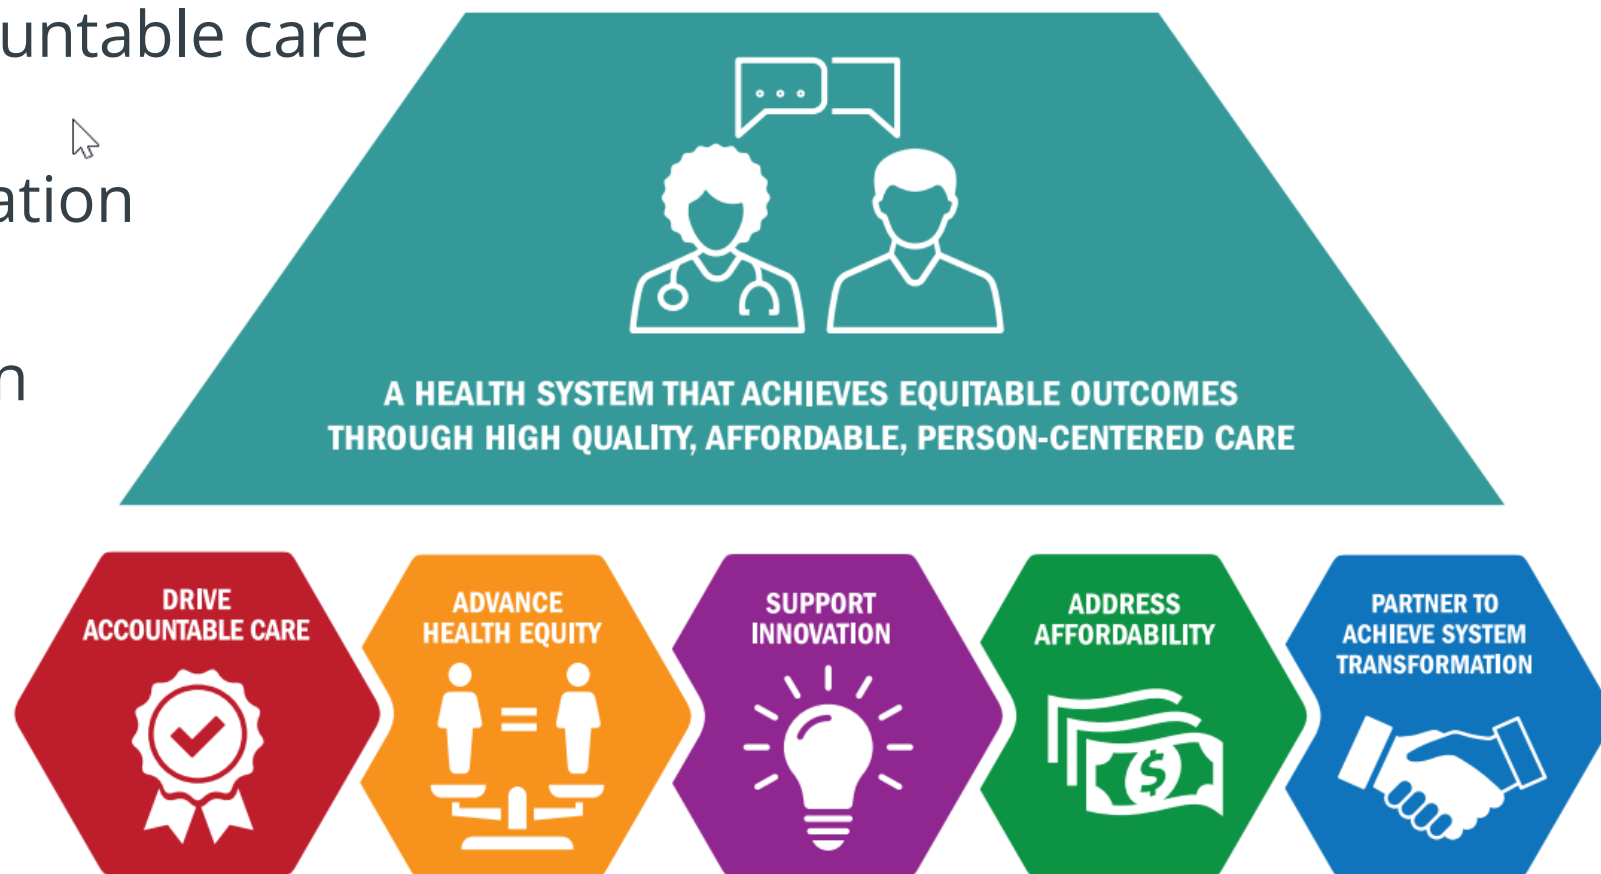 untable care
ation
n
A HEALTH SYSTEM THAT ACHIEVES EQUITABLE OUTCOMES
THROUGH HIGH QUALITY, AFFORDABLE, PERSON-CENTERED CARE
DRIVE
ACCOUNTABLE CARE
ADVANCE
HEALTH EQUITY
SUPPORT
INNOVATION
ADDRESS
AFFORDABILITY
PARTNER TO
ACHIEVE SYSTEM
TRANSFORMATION